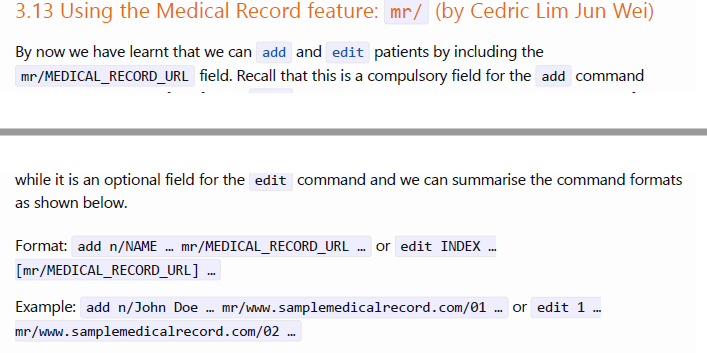 3.13 Using the Medical Record feature: mr/ (by Cedric Lim Jun Wei)
By now we have learnt that we can add and edit patients by including the
mr/MEDICAL_RECORD_URL field. Recall that this is a compulsory field for the add command
while it is an optional field for the edit command and we can summarise the command formats
as shown below.
Format: add n/NAME … mr/MEDICAL_RECORD_URL … or edit INDEX …
[mr/MEDICAL_RECORD_URL] …
Example: add n/John Doe … mr/www.samplemedicalrecord.com/01 … or edit 1 …
mr/www.samplemedicalrecord.com/02 …